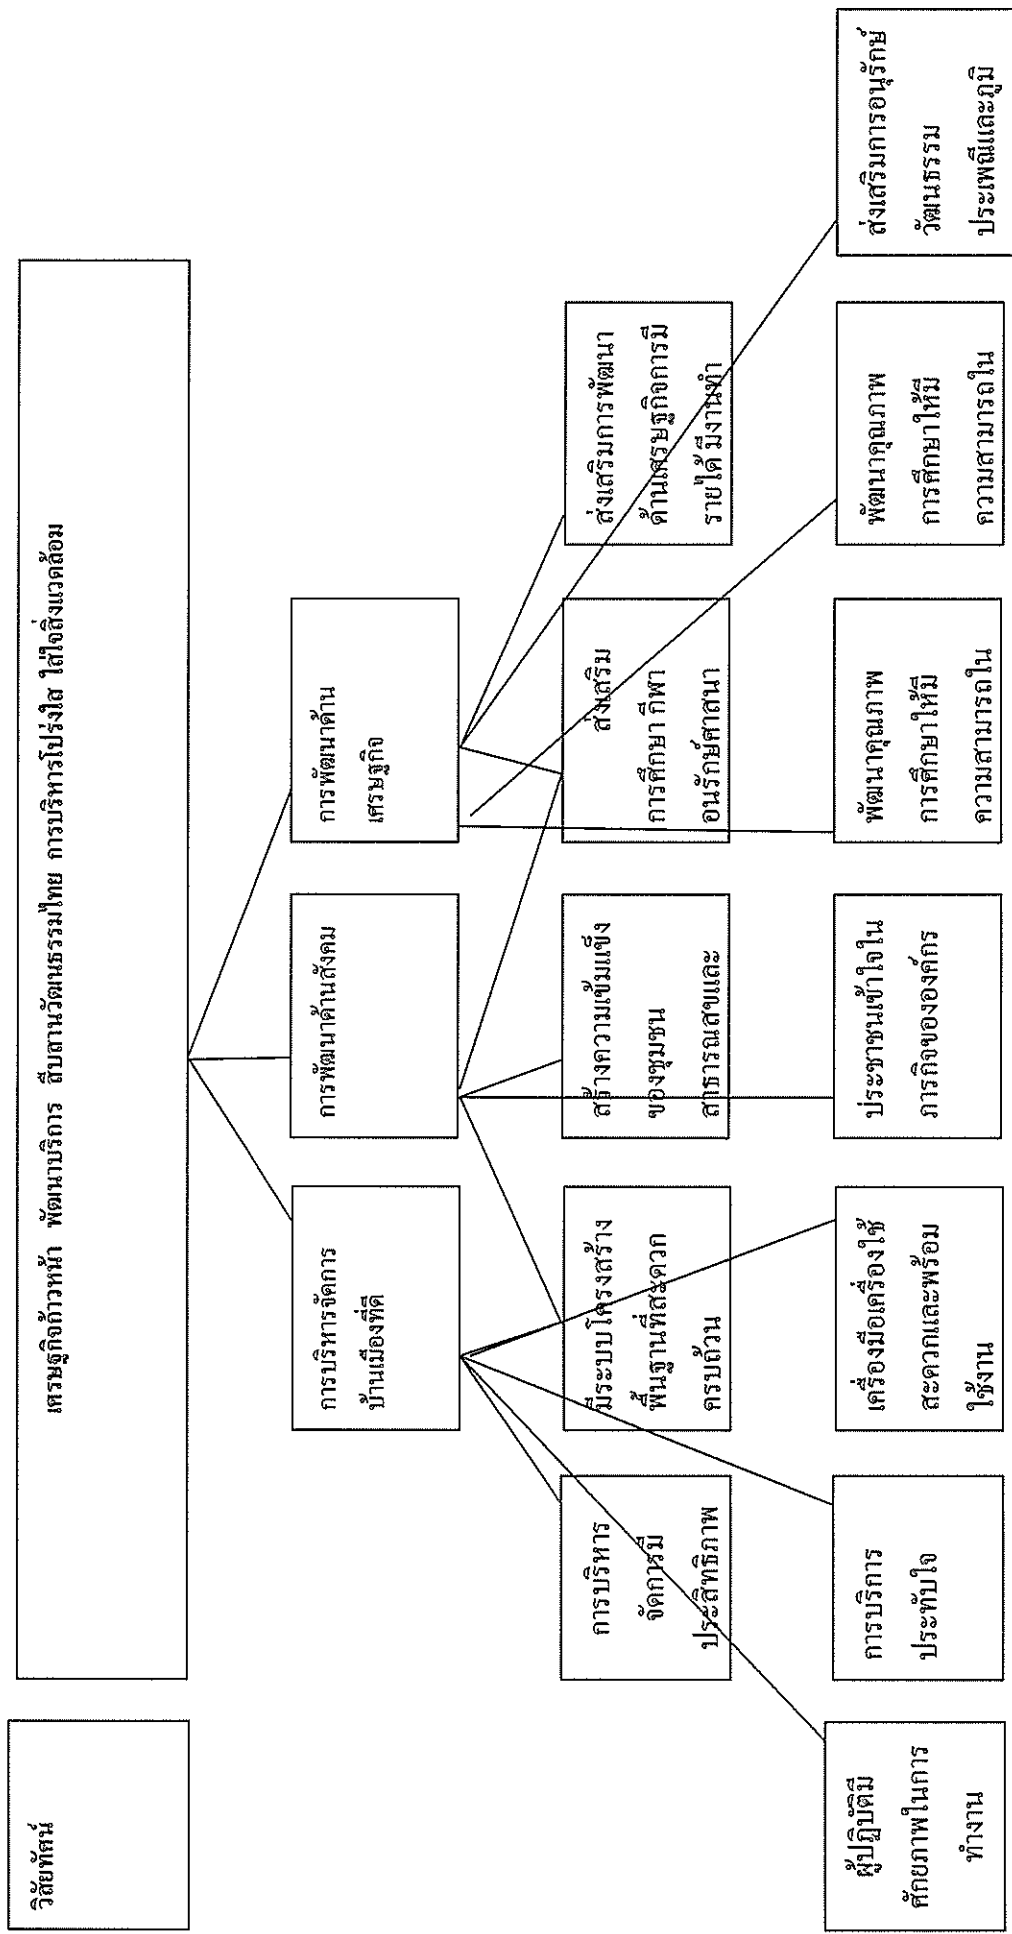 วิสัยทัศน์
เศรษฐกิจก้าวหน้า พัฒนาบริการ สืบสานวัฒนธรรมไทย การบริหารโปร่งใส ใส่ใจสิ่งแวดล้อม
การบริหารจัดการ
บ้านเมืองที่ดี
การพัฒนาด้านสังคม
การพัฒนาด้าน
เศรษฐกิจ
การบริหาร
จัดการมี
ประสิทธิภาพ
มีระบบโครงสร้าง
พื้นฐานที่สะดวก
ครบถ้วน
สร้างความเข้มแข็ง
ของชุมชน
สาธารณสุขและ
ส่งเสริม
การศึกษา กีฬา
อนุรักษ์ศาสนา
ส่งเสริมการพัฒนา
ด้านเศรษฐกิจการมี
รายได้ มีงานทำ
ผู้ปฏิบัติมี
ศักยภาพในการ
ทำงาน
การบริการ
ประทับใจ
เครื่องมือเครื่องใช้
สะดวกและพร้อม
ใช้งาน
ประชาชนเข้าใจใน
ภารกิจขององค์กร
พัฒนาคุณภาพ
การศึกษาให้มี
ความสามารถใน
พัฒนาคุณภาพ
การศึกษาให้มี
ความสามารถใน
ส่งเสริมการอนุรักษ์
วัฒนธรรม
ประเพณีและภูมิ